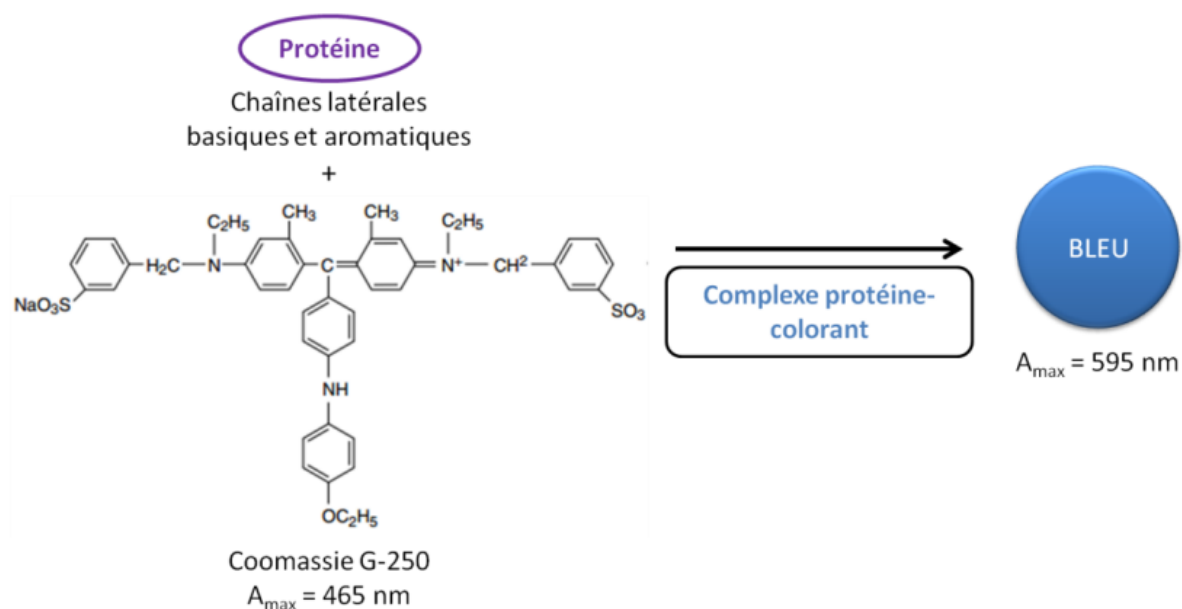 Protéine
Chaînes latérales
basiques et aromatiques
+
CH₃ CH₃
C₂H₅ C₂H₅
H₂C N C N⁺ CH²
NaO₃S SO₃
NH
OC₂H₅
Coomassie G-250
Aₘₐₓ = 465 nm
Complexe protéine-
colorant
BLEU
Aₘₐₓ = 595 nm